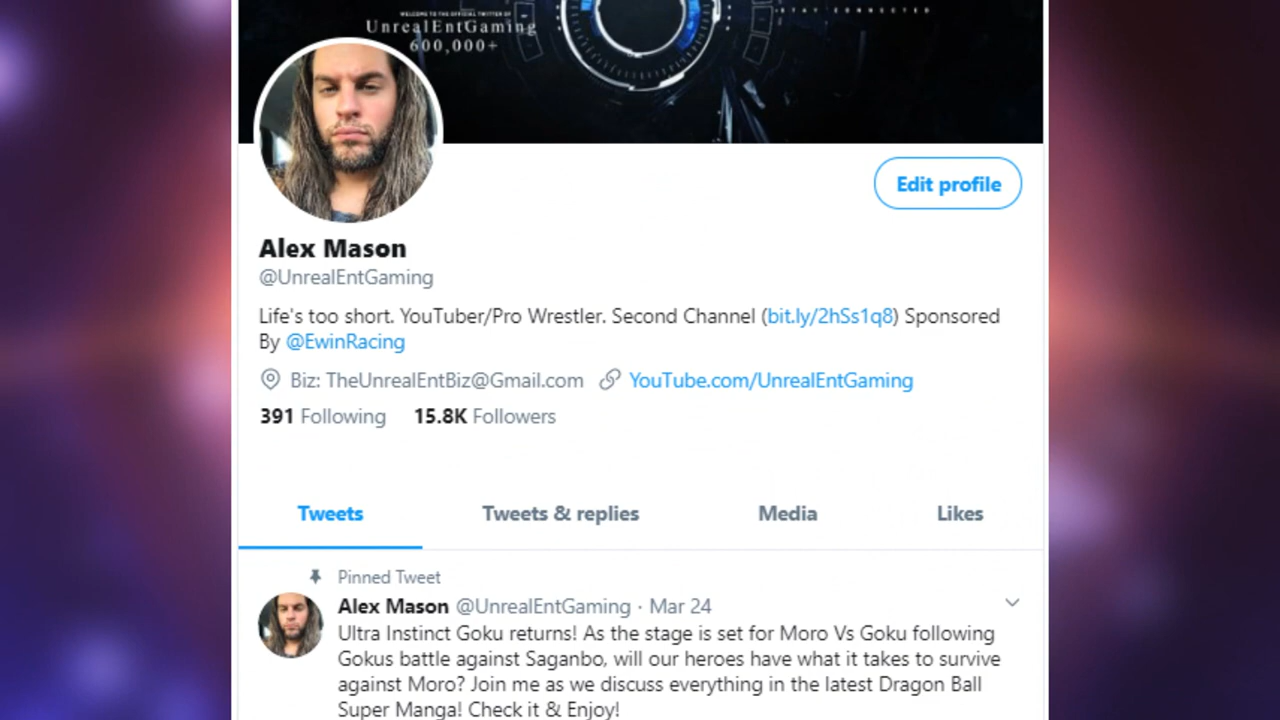 WELCOME TO THE OFFICIAL TWITTER OF
UnrealEntGaming
600,000+
STAY CONNECTED
Edit profile
Alex Mason
@UnrealEntGaming
Life's too short. YouTuber/Pro Wrestler. Second Channel (bit.ly/2hSs1q8) Sponsored
By @EwinRacing
Biz: TheUnrealEntBiz@Gmail.com YouTube.com/UnrealEntGaming
391 Following 15.8K Followers
Tweets Tweets & replies Media Likes
Pinned Tweet
Alex Mason @UnrealEntGaming · Mar 24
Ultra Instinct Goku returns! As the stage is set for Moro Vs Goku following
Gokus battle against Saganbo, will our heroes have what it takes to survive
against Moro? Join me as we discuss everything in the latest Dragon Ball
Super Manga! Check it & Enjoy!